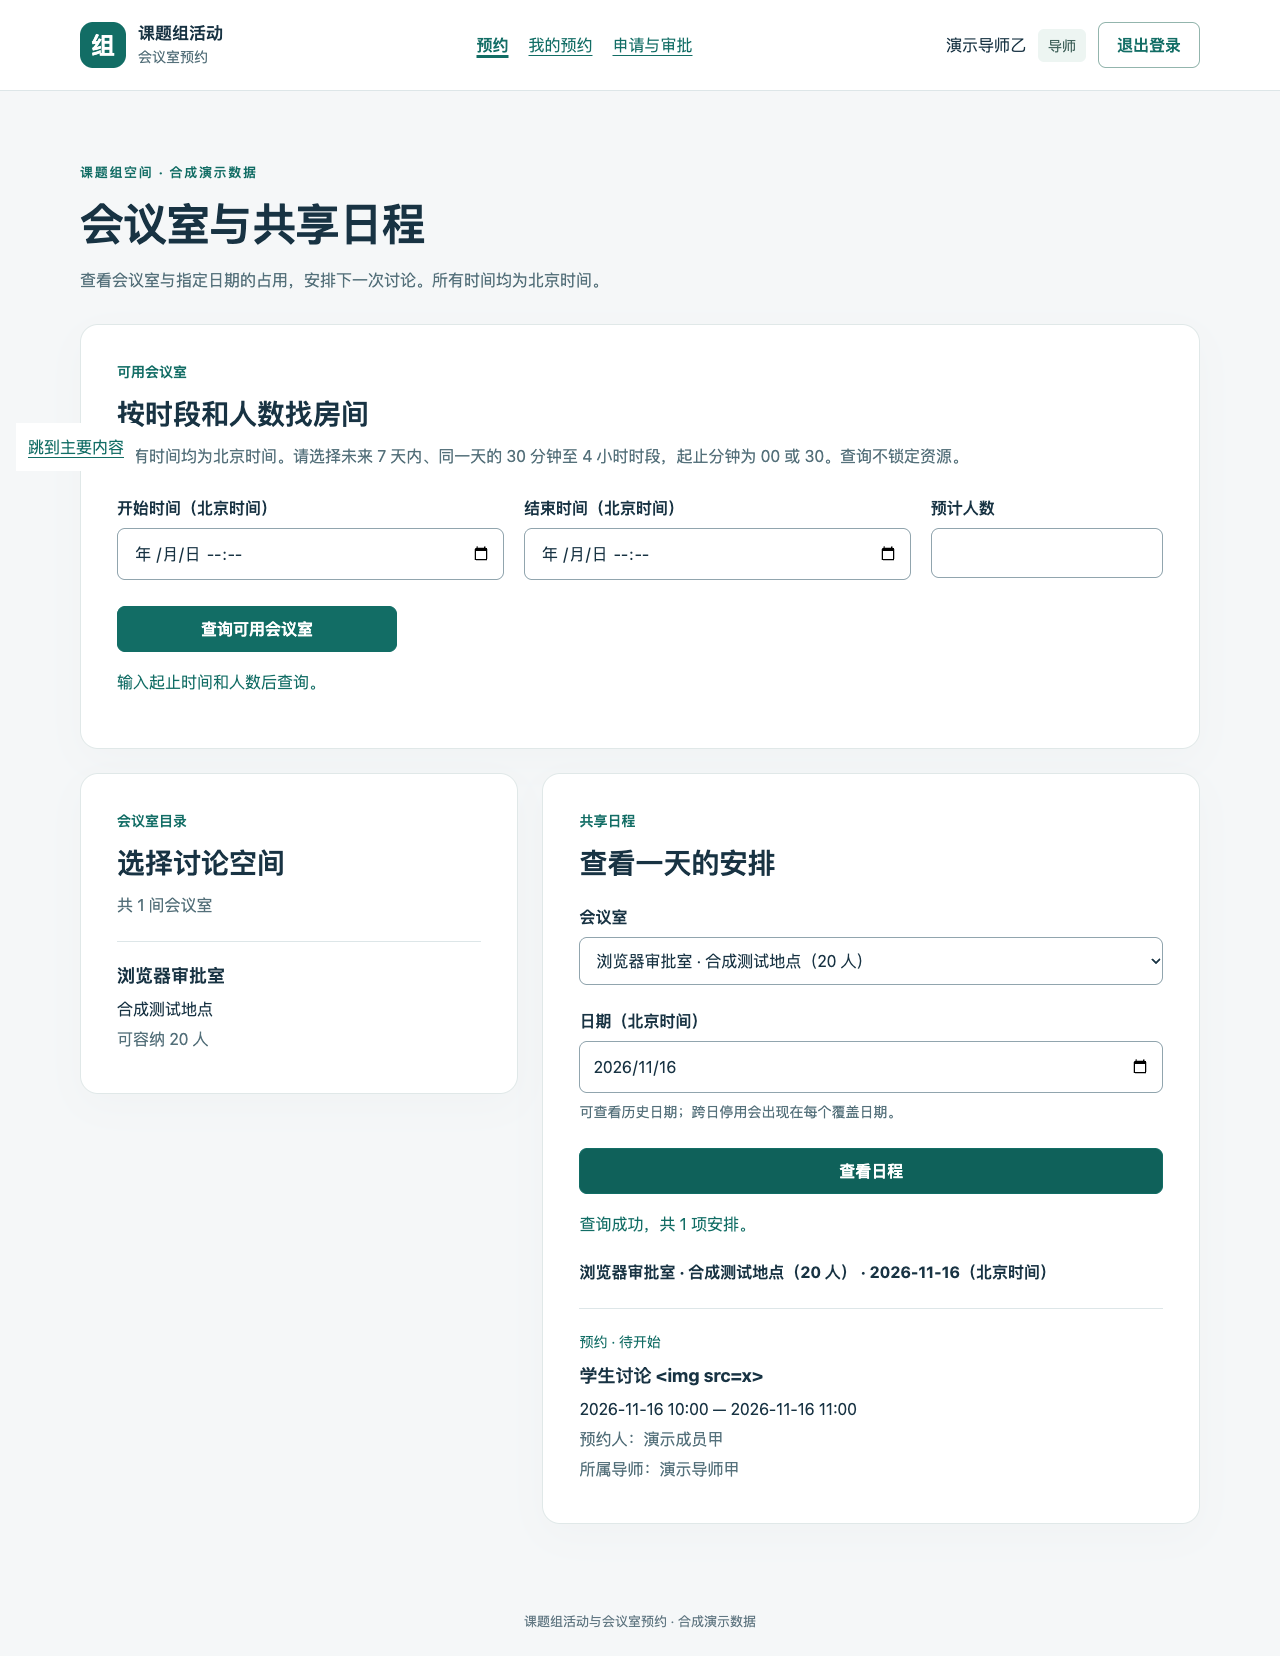 组
课题组活动
会议室预约
预约
我的预约
申请与审批
演示导师乙
导师
退出登录
课题组空间 · 合成演示数据
会议室与共享日程
查看会议室与指定日期的占用，安排下一次讨论。所有时间均为北京时间。
可用会议室
按时段和人数找房间
跳到主要内容
有时间均为北京时间。请选择未来 7 天内、同一天的 30 分钟至 4 小时时段，起止分钟为 00 或 30。查询不锁定资源。
开始时间（北京时间）
结束时间（北京时间）
预计人数
年 /月/日 --:--
年 /月/日 --:--
查询可用会议室
输入起止时间和人数后查询。
会议室目录
选择讨论空间
共 1 间会议室
浏览器审批室
合成测试地点
可容纳 20 人
共享日程
查看一天的安排
会议室
浏览器审批室 · 合成测试地点（20 人）
日期（北京时间）
2026/11/16
可查看历史日期；跨日停用会出现在每个覆盖日期。
查看日程
查询成功，共 1 项安排。
浏览器审批室 · 合成测试地点（20 人） · 2026-11-16（北京时间）
预约 · 待开始
学生讨论 <img src=x>
2026-11-16 10:00 — 2026-11-16 11:00
预约人：演示成员甲
所属导师：演示导师甲
课题组活动与会议室预约 · 合成演示数据